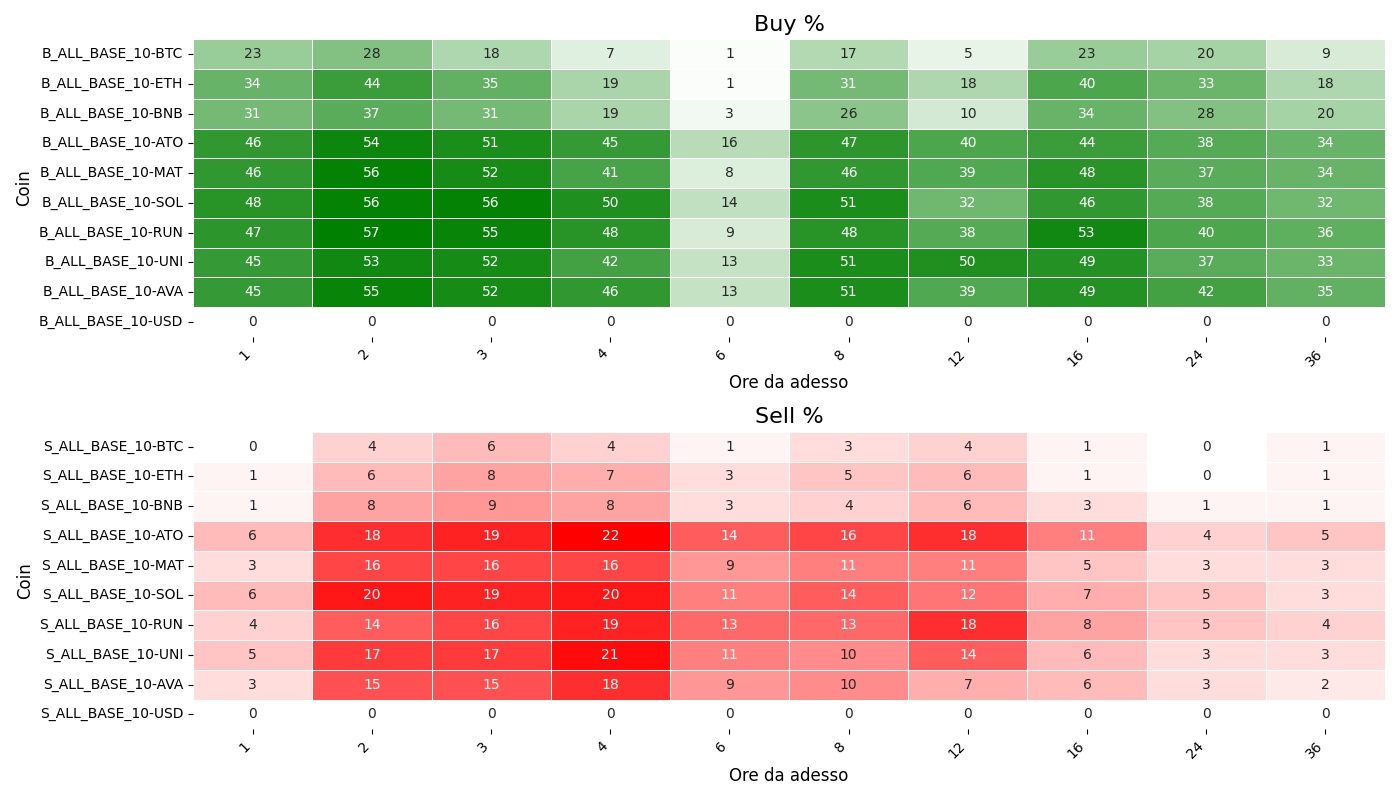 Buy %
Coin
B_ALL_BASE_10-BTC 23 28 18 7 1 17 5 23 20 9
B_ALL_BASE_10-ETH 34 44 35 19 1 31 18 40 33 18
B_ALL_BASE_10-BNB 31 37 31 19 3 26 10 34 28 20
B_ALL_BASE_10-ATO 46 54 51 45 16 47 40 44 38 34
B_ALL_BASE_10-MAT 46 56 52 41 8 46 39 48 37 34
B_ALL_BASE_10-SOL 48 56 56 50 14 51 32 46 38 32
B_ALL_BASE_10-RUN 47 57 55 48 9 48 38 53 40 36
B_ALL_BASE_10-UNI 45 53 52 42 13 51 50 49 37 33
B_ALL_BASE_10-AVA 45 55 52 46 13 51 39 49 42 35
B_ALL_BASE_10-USD 0 0 0 0 0 0 0 0 0 0
1 2 3 4 6 8 12 16 24 36
Ore da adesso
Sell %
Coin
S_ALL_BASE_10-BTC 0 4 6 4 1 3 4 1 0 1
S_ALL_BASE_10-ETH 1 6 8 7 3 5 6 1 0 1
S_ALL_BASE_10-BNB 1 8 9 8 3 4 6 3 1 1
S_ALL_BASE_10-ATO 6 18 19 22 14 16 18 11 4 5
S_ALL_BASE_10-MAT 3 16 16 16 9 11 11 5 3 3
S_ALL_BASE_10-SOL 6 20 19 20 11 14 12 7 5 3
S_ALL_BASE_10-RUN 4 14 16 19 13 13 18 8 5 4
S_ALL_BASE_10-UNI 5 17 17 21 11 10 14 6 3 3
S_ALL_BASE_10-AVA 3 15 15 18 9 10 7 6 3 2
S_ALL_BASE_10-USD 0 0 0 0 0 0 0 0 0 0
1 2 3 4 6 8 12 16 24 36
Ore da adesso